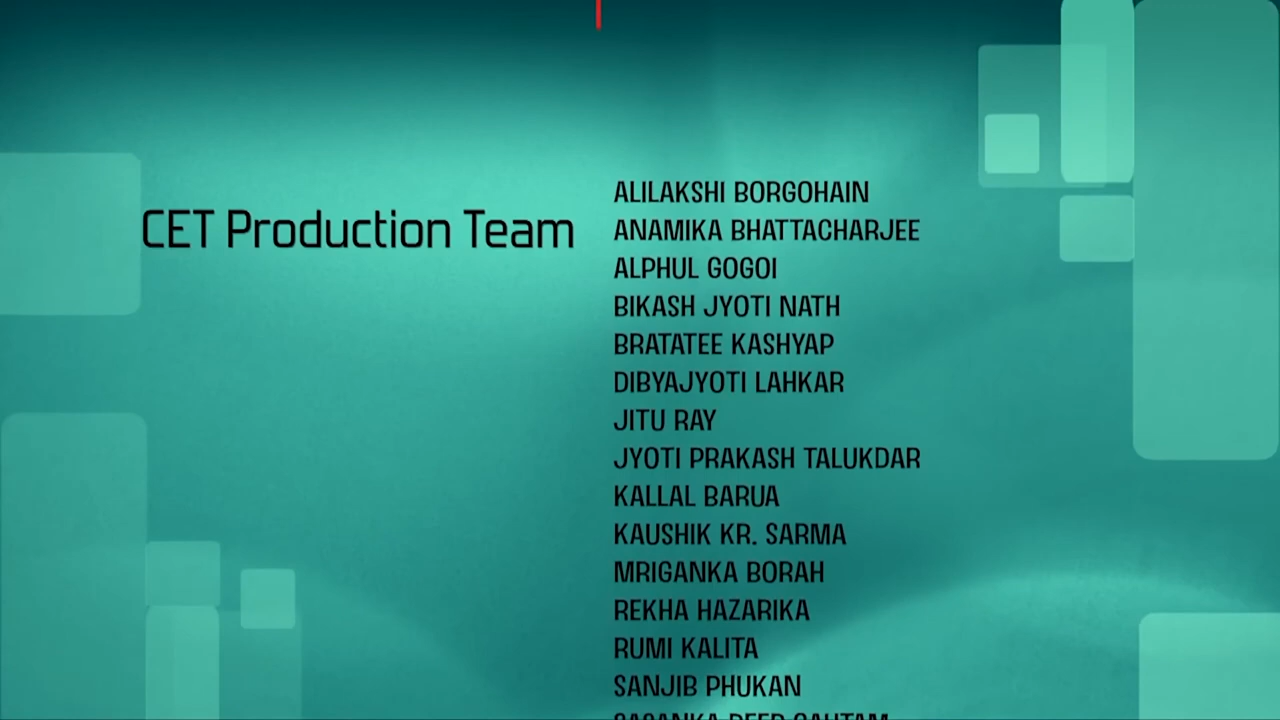 CET Production Team
ALILAKSHI BORGOHAIN
ANAMIKA BHATTACHARJEE
ALPHUL GOGOI
BIKASH JYOTI NATH
BRATATEE KASHYAP
DIBYAJYOTI LAHKAR
JITU RAY
JYOTI PRAKASH TALUKDAR
KALLAL BARUA
KAUSHIK KR. SARMA
MRIGANKA BORAH
REKHA HAZARIKA
RUMI KALITA
SANJIB PHUKAN